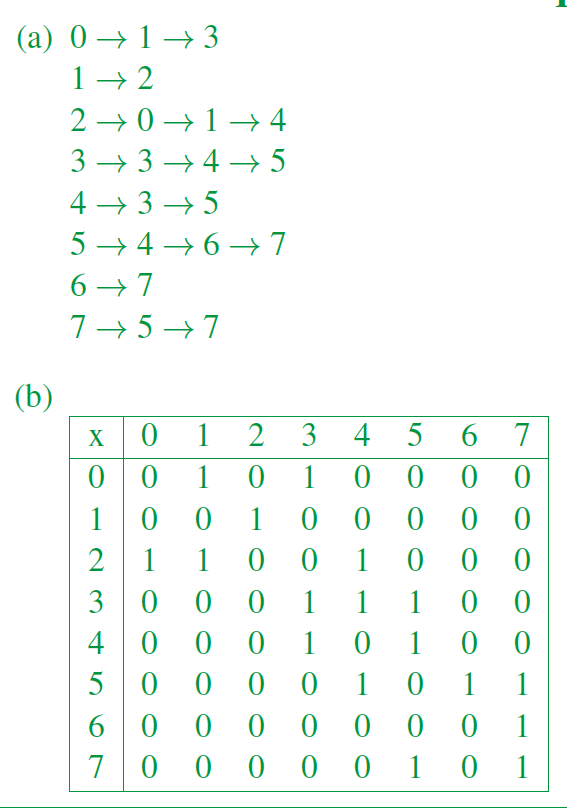 (a) 0 → 1 → 3
1 → 2
2 → 0 → 1 → 4
3 → 3 → 4 → 5
4 → 3 → 5
5 → 4 → 6 → 7
6 → 7
7 → 5 → 7
(b)
x 0 1 2 3 4 5 6 7
0 0 1 0 1 0 0 0 0
1 0 0 1 0 0 0 0 0
2 1 1 0 0 1 0 0 0
3 0 0 0 1 1 1 0 0
4 0 0 0 1 0 1 0 0
5 0 0 0 0 1 0 1 1
6 0 0 0 0 0 0 0 1
7 0 0 0 0 0 1 0 1